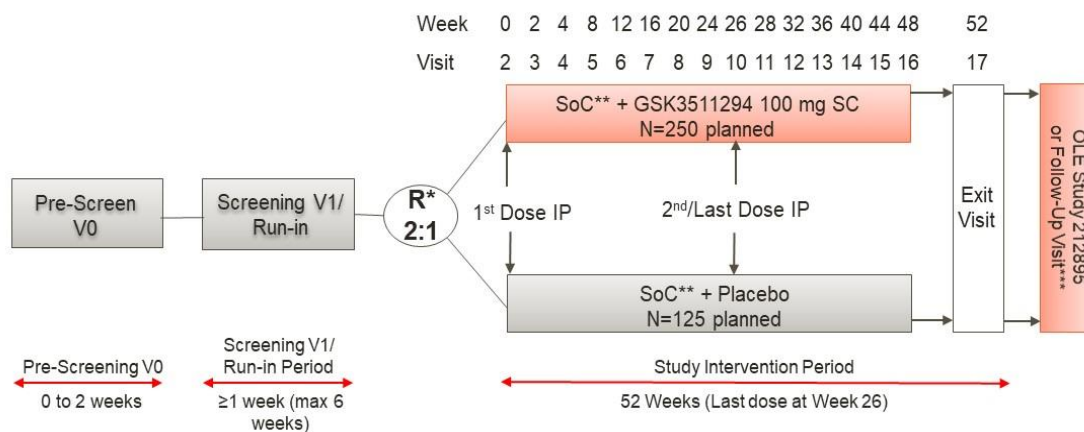 Week 0 2 4 8 12 16 20 24 26 28 32 36 40 44 48 52
Visit 2 3 4 5 6 7 8 9 10 11 12 13 14 15 16 17
SoC** + GSK3511294 100 mg SC
N=250 planned
Pre-Screen
V0
Screening V1/
Run-in
R*
2:1
1st Dose IP
2nd/Last Dose IP
Exit
Visit
OLE Study 212895
or Follow-Up Visit***
SoC** + Placebo
N=125 planned
Pre-Screening V0
0 to 2 weeks
Screening V1/
Run-in Period
≥1 week (max 6
weeks)
Study Intervention Period
52 Weeks (Last dose at Week 26)